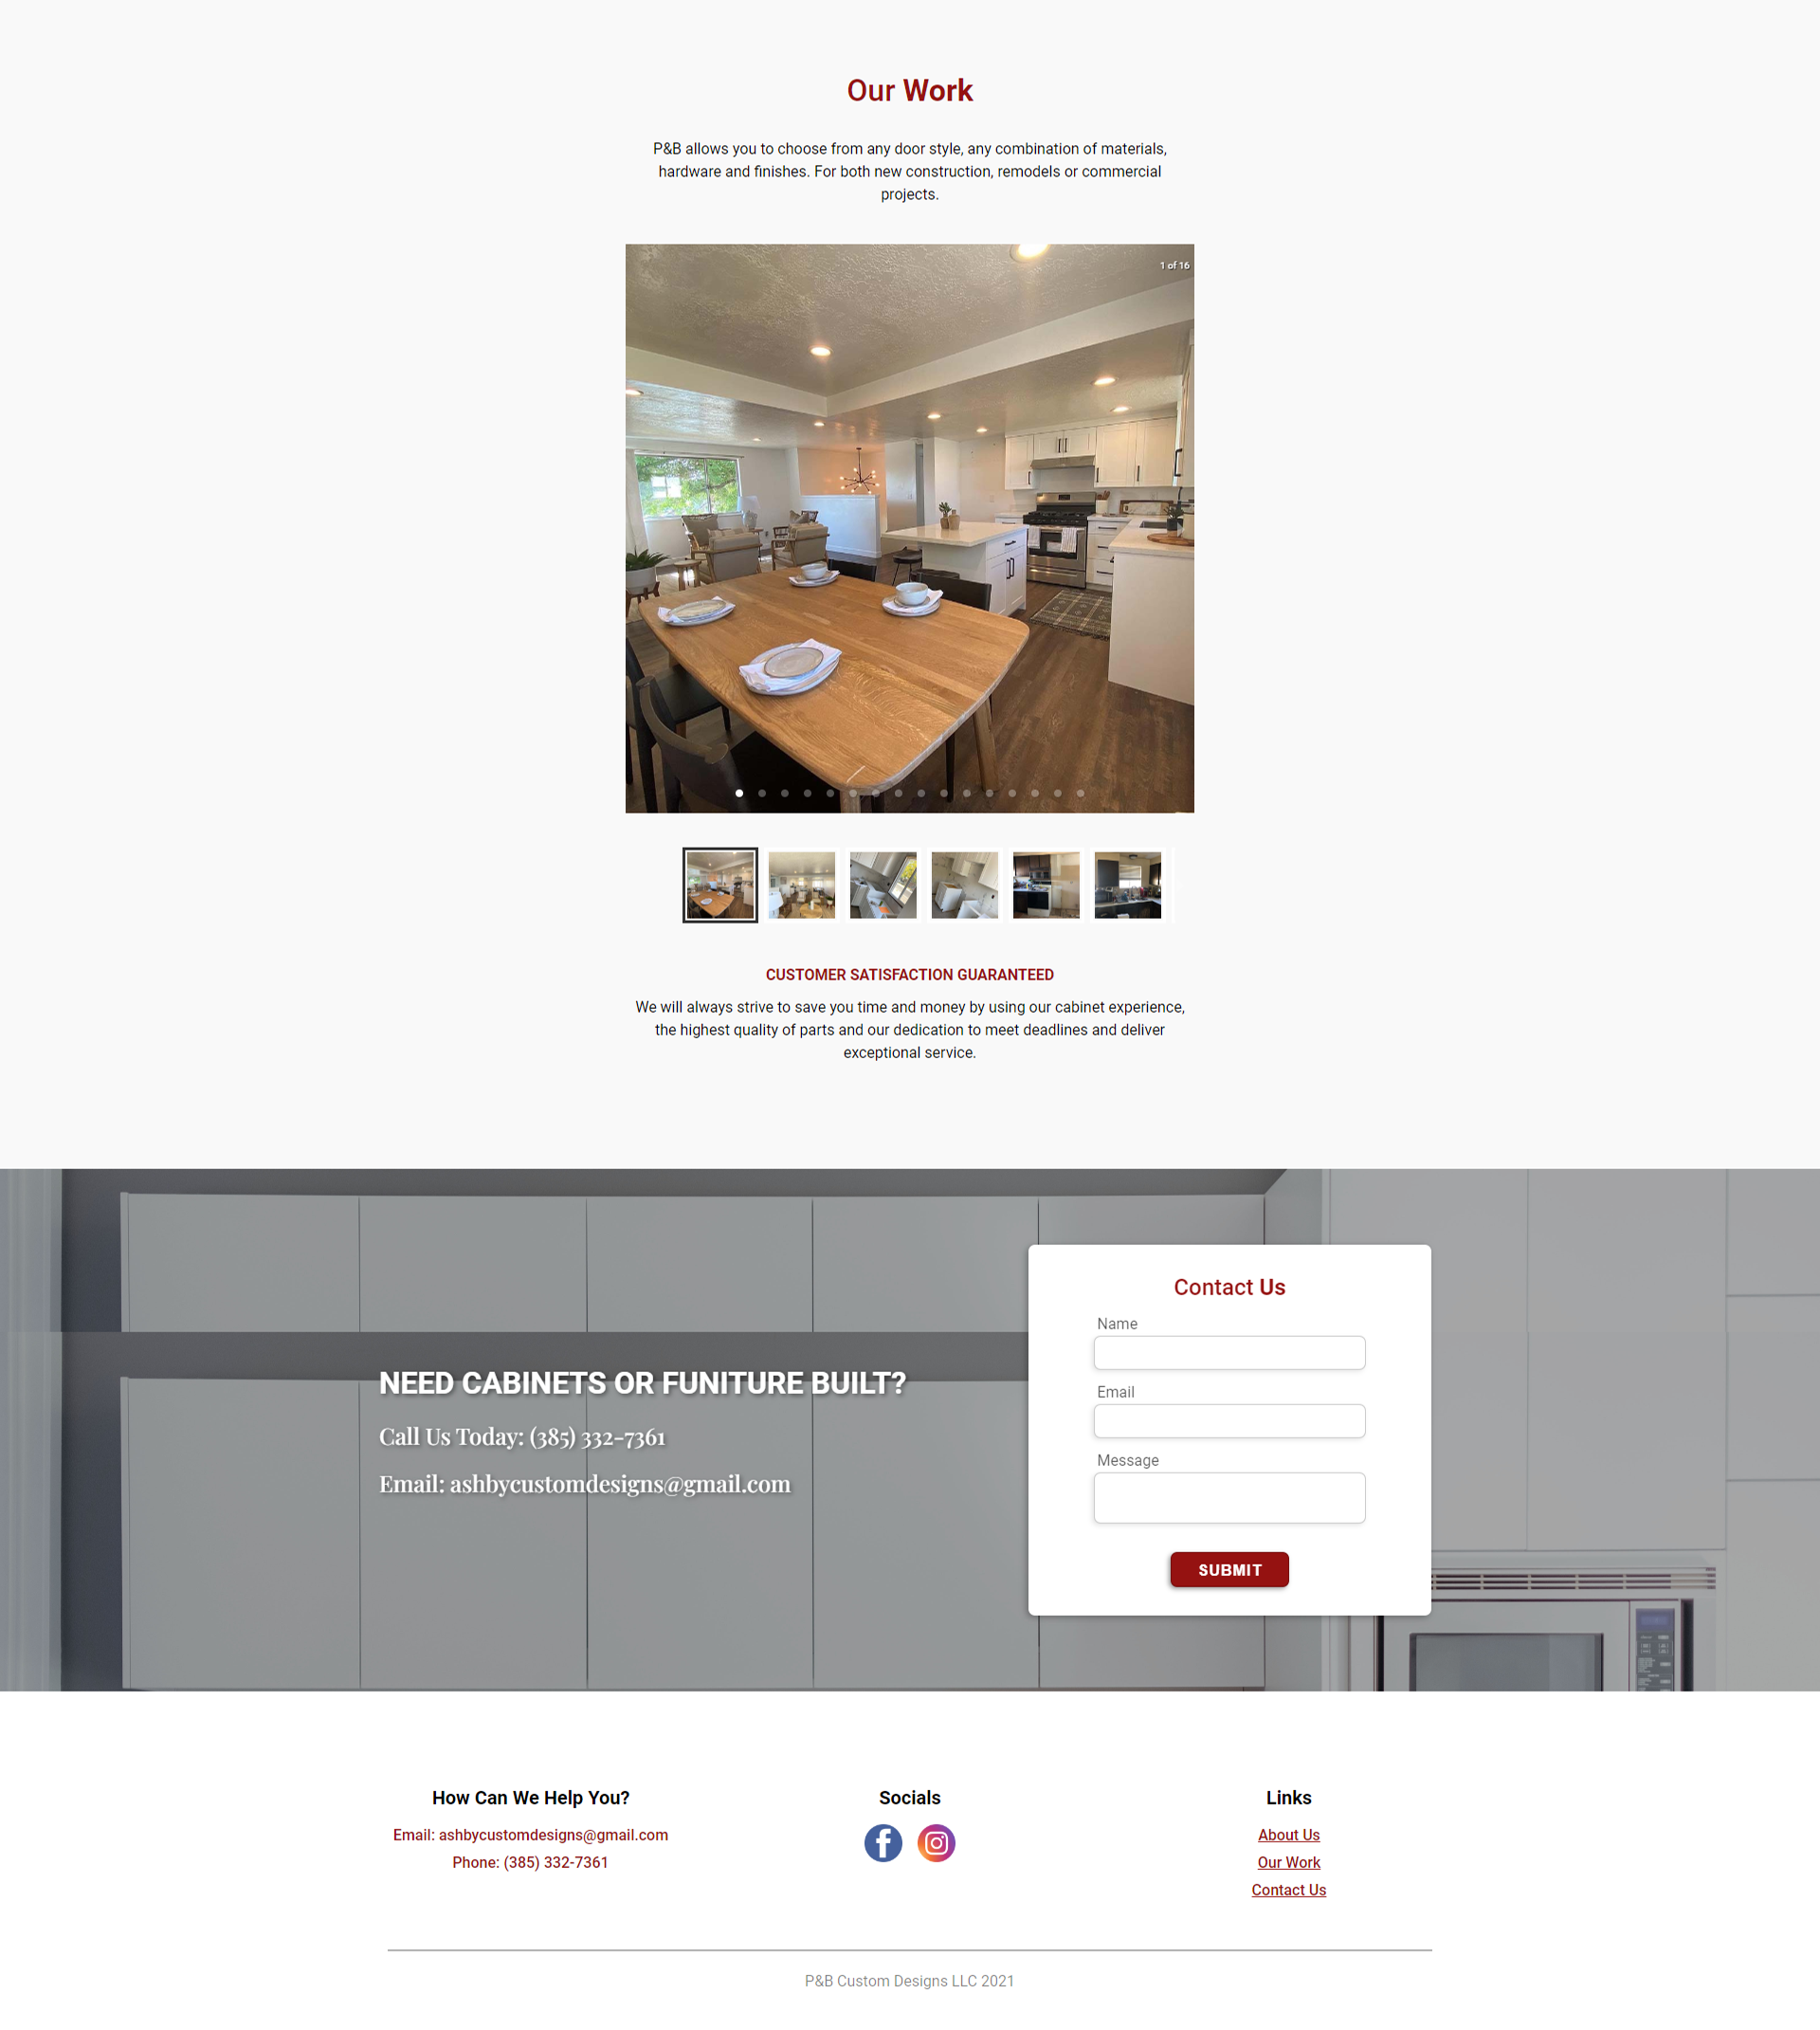 Our Work
P&B allows you to choose from any door style, any combination of materials,
hardware and finishes. For both new construction, remodels or commercial
projects.
1 of 16
CUSTOMER SATISFACTION GUARANTEED
We will always strive to save you time and money by using our cabinet experience,
the highest quality of parts and our dedication to meet deadlines and deliver
exceptional service.
NEED CABINETS OR FUNITURE BUILT?
Call Us Today: (385) 332-7361
Email: ashbycustomdesigns@gmail.com
Contact Us
Name
Email
Message
SUBMIT
How Can We Help You?
Email: ashbycustomdesigns@gmail.com
Phone: (385) 332-7361
Socials
Links
About Us
Our Work
Contact Us
P&B Custom Designs LLC 2021